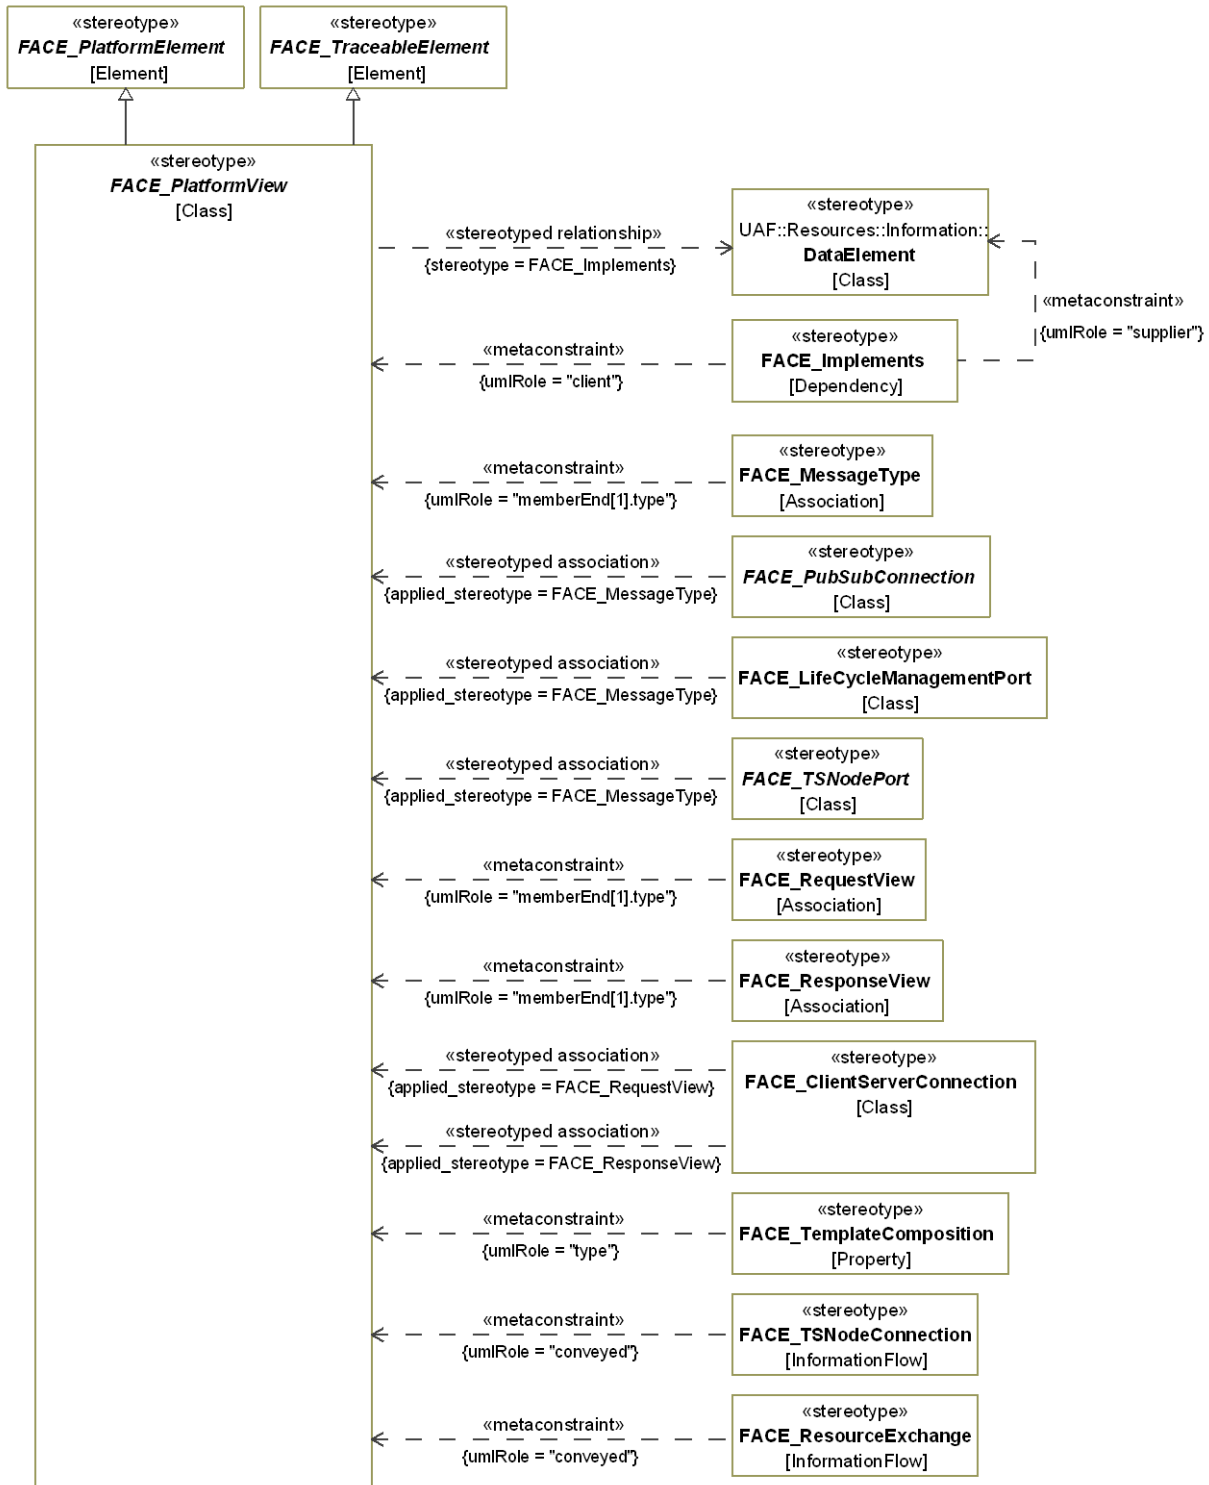 «stereotype»
FACE_PlatformElement
[Element]
«stereotype»
FACE_TraceableElement
[Element]
«stereotype»
FACE_PlatformView
[Class]
«stereotyped relationship»
{stereotype = FACE_Implements}
«stereotype»
UAF::Resources::Information::
DataElement
[Class]
«metaconstraint»
{umlRole = "supplier"}
«metaconstraint»
{umlRole = "client"}
«stereotype»
FACE_Implements
[Dependency]
«metaconstraint»
{umlRole = "memberEnd[1].type"}
«stereotype»
FACE_MessageType
[Association]
«stereotyped association»
{applied_stereotype = FACE_MessageType}
«stereotype»
FACE_PubSubConnection
[Class]
«stereotyped association»
{applied_stereotype = FACE_MessageType}
«stereotype»
FACE_LifeCycleManagementPort
[Class]
«stereotyped association»
{applied_stereotype = FACE_MessageType}
«stereotype»
FACE_TSNodePort
[Class]
«metaconstraint»
{umlRole = "memberEnd[1].type"}
«stereotype»
FACE_RequestView
[Association]
«metaconstraint»
{umlRole = "memberEnd[1].type"}
«stereotype»
FACE_ResponseView
[Association]
«stereotyped association»
{applied_stereotype = FACE_RequestView}
«stereotyped association»
{applied_stereotype = FACE_ResponseView}
«stereotype»
FACE_ClientServerConnection
[Class]
«metaconstraint»
{umlRole = "type"}
«stereotype»
FACE_TemplateComposition
[Property]
«metaconstraint»
{umlRole = "conveyed"}
«stereotype»
FACE_TSNodeConnection
[InformationFlow]
«metaconstraint»
{umlRole = "conveyed"}
«stereotype»
FACE_ResourceExchange
[InformationFlow]